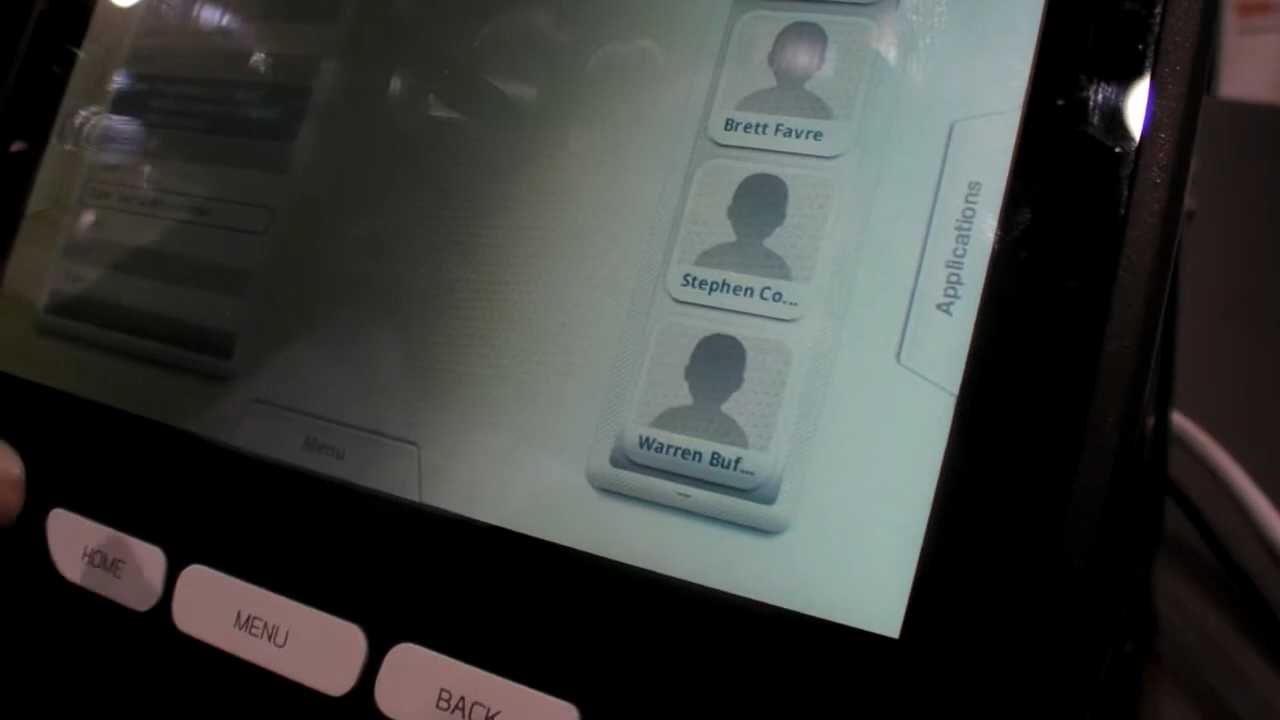 Brett Favre
Stephen Co...
Warren Buf...
Applications
Menu
HOME
MENU
BACK